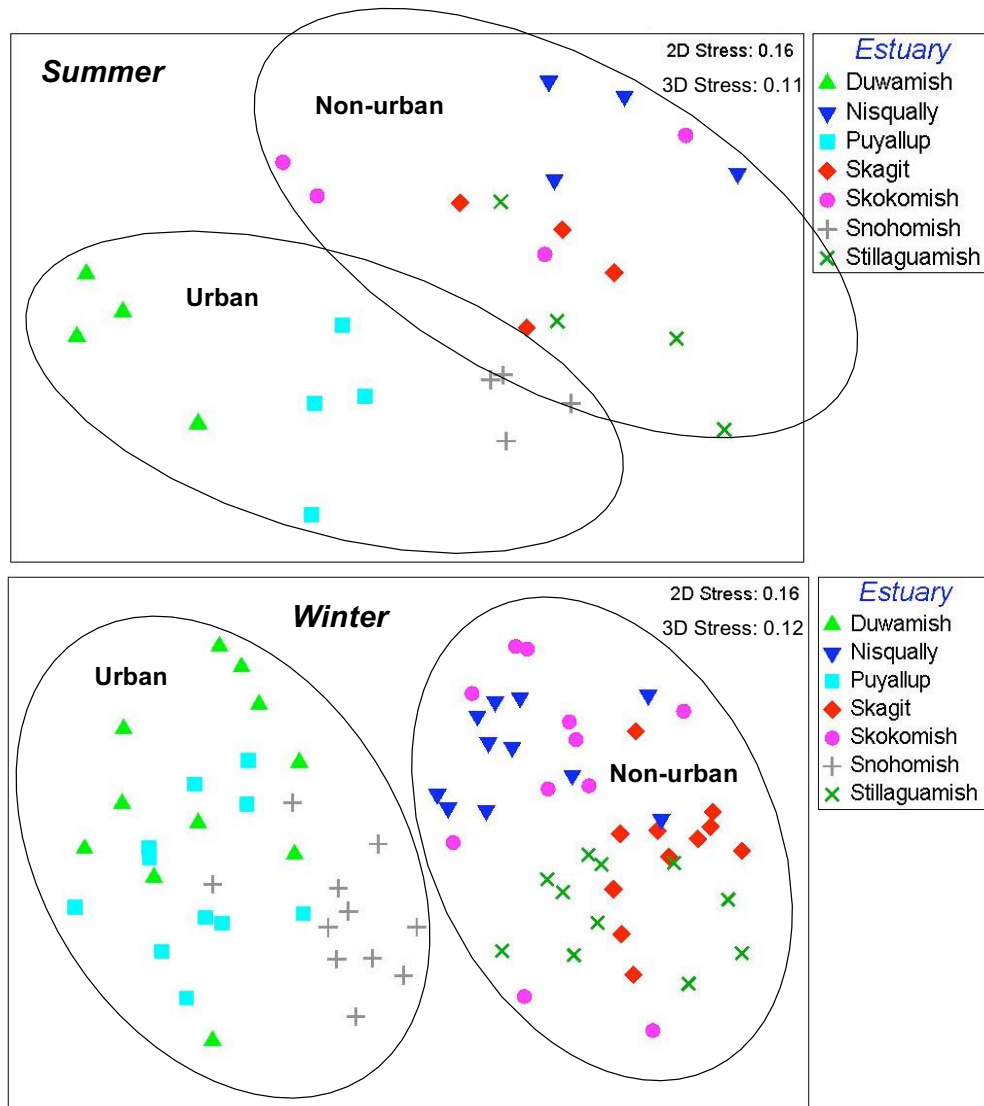 Summer
2D Stress: 0.16
3D Stress: 0.11
Non-urban
Urban
Estuary
Duwamish
Nisqually
Puyallup
Skagit
Skokomish
Snohomish
Stillaguamish
Winter
2D Stress: 0.16
3D Stress: 0.12
Urban
Non-urban
Estuary
Duwamish
Nisqually
Puyallup
Skagit
Skokomish
Snohomish
Stillaguamish